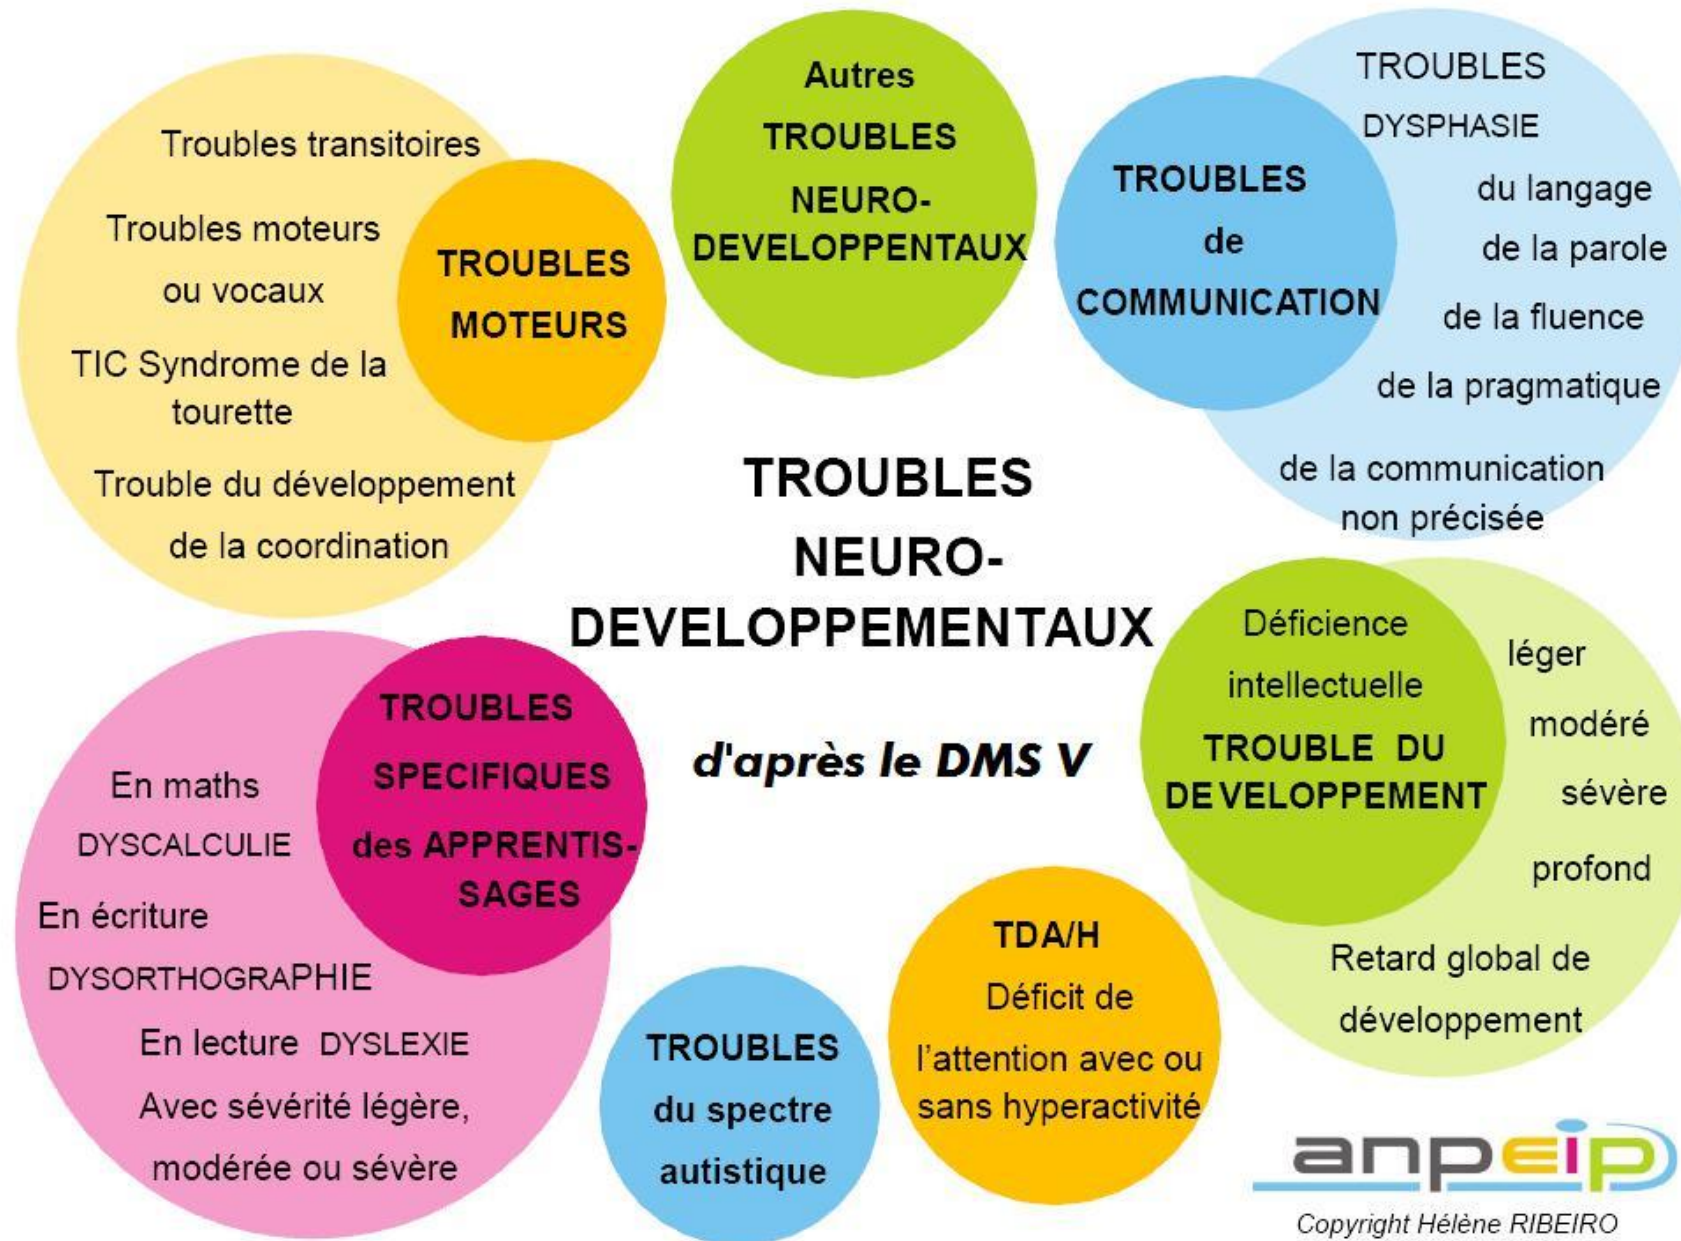 Autres
TROUBLES
NEURO-
DEVELOPPENTAUX
TROUBLES
DYSPHASIE
du langage
de la parole
de la fluence
de la pragmatique
de la communication
non précisée
TROUBLES
de
COMMUNICATION
Troubles transitoires
Troubles moteurs
ou vocaux
TIC Syndrome de la
tourette
Trouble du développement
de la coordination
TROUBLES
MOTEURS
TROUBLES
NEURO-
DEVELOPPEMENTAUX
d'après le DMS V
Déficience
intellectuelle
TROUBLE DU
DEVELOPPEMENT
léger
modéré
sévère
profond
Retard global de
développement
TROUBLES
SPECIFIQUES
des APPRENTIS-
SAGES
En maths
DYSCALCULIE
En écriture
DYSORTHOGRAPHIE
En lecture DYSLEXIE
Avec sévérité légère,
modérée ou sévère
TROUBLES
du spectre
autistique
TDA/H
Déficit de
l'attention avec ou
sans hyperactivité
anpeip
Copyright Hélène RIBEIRO